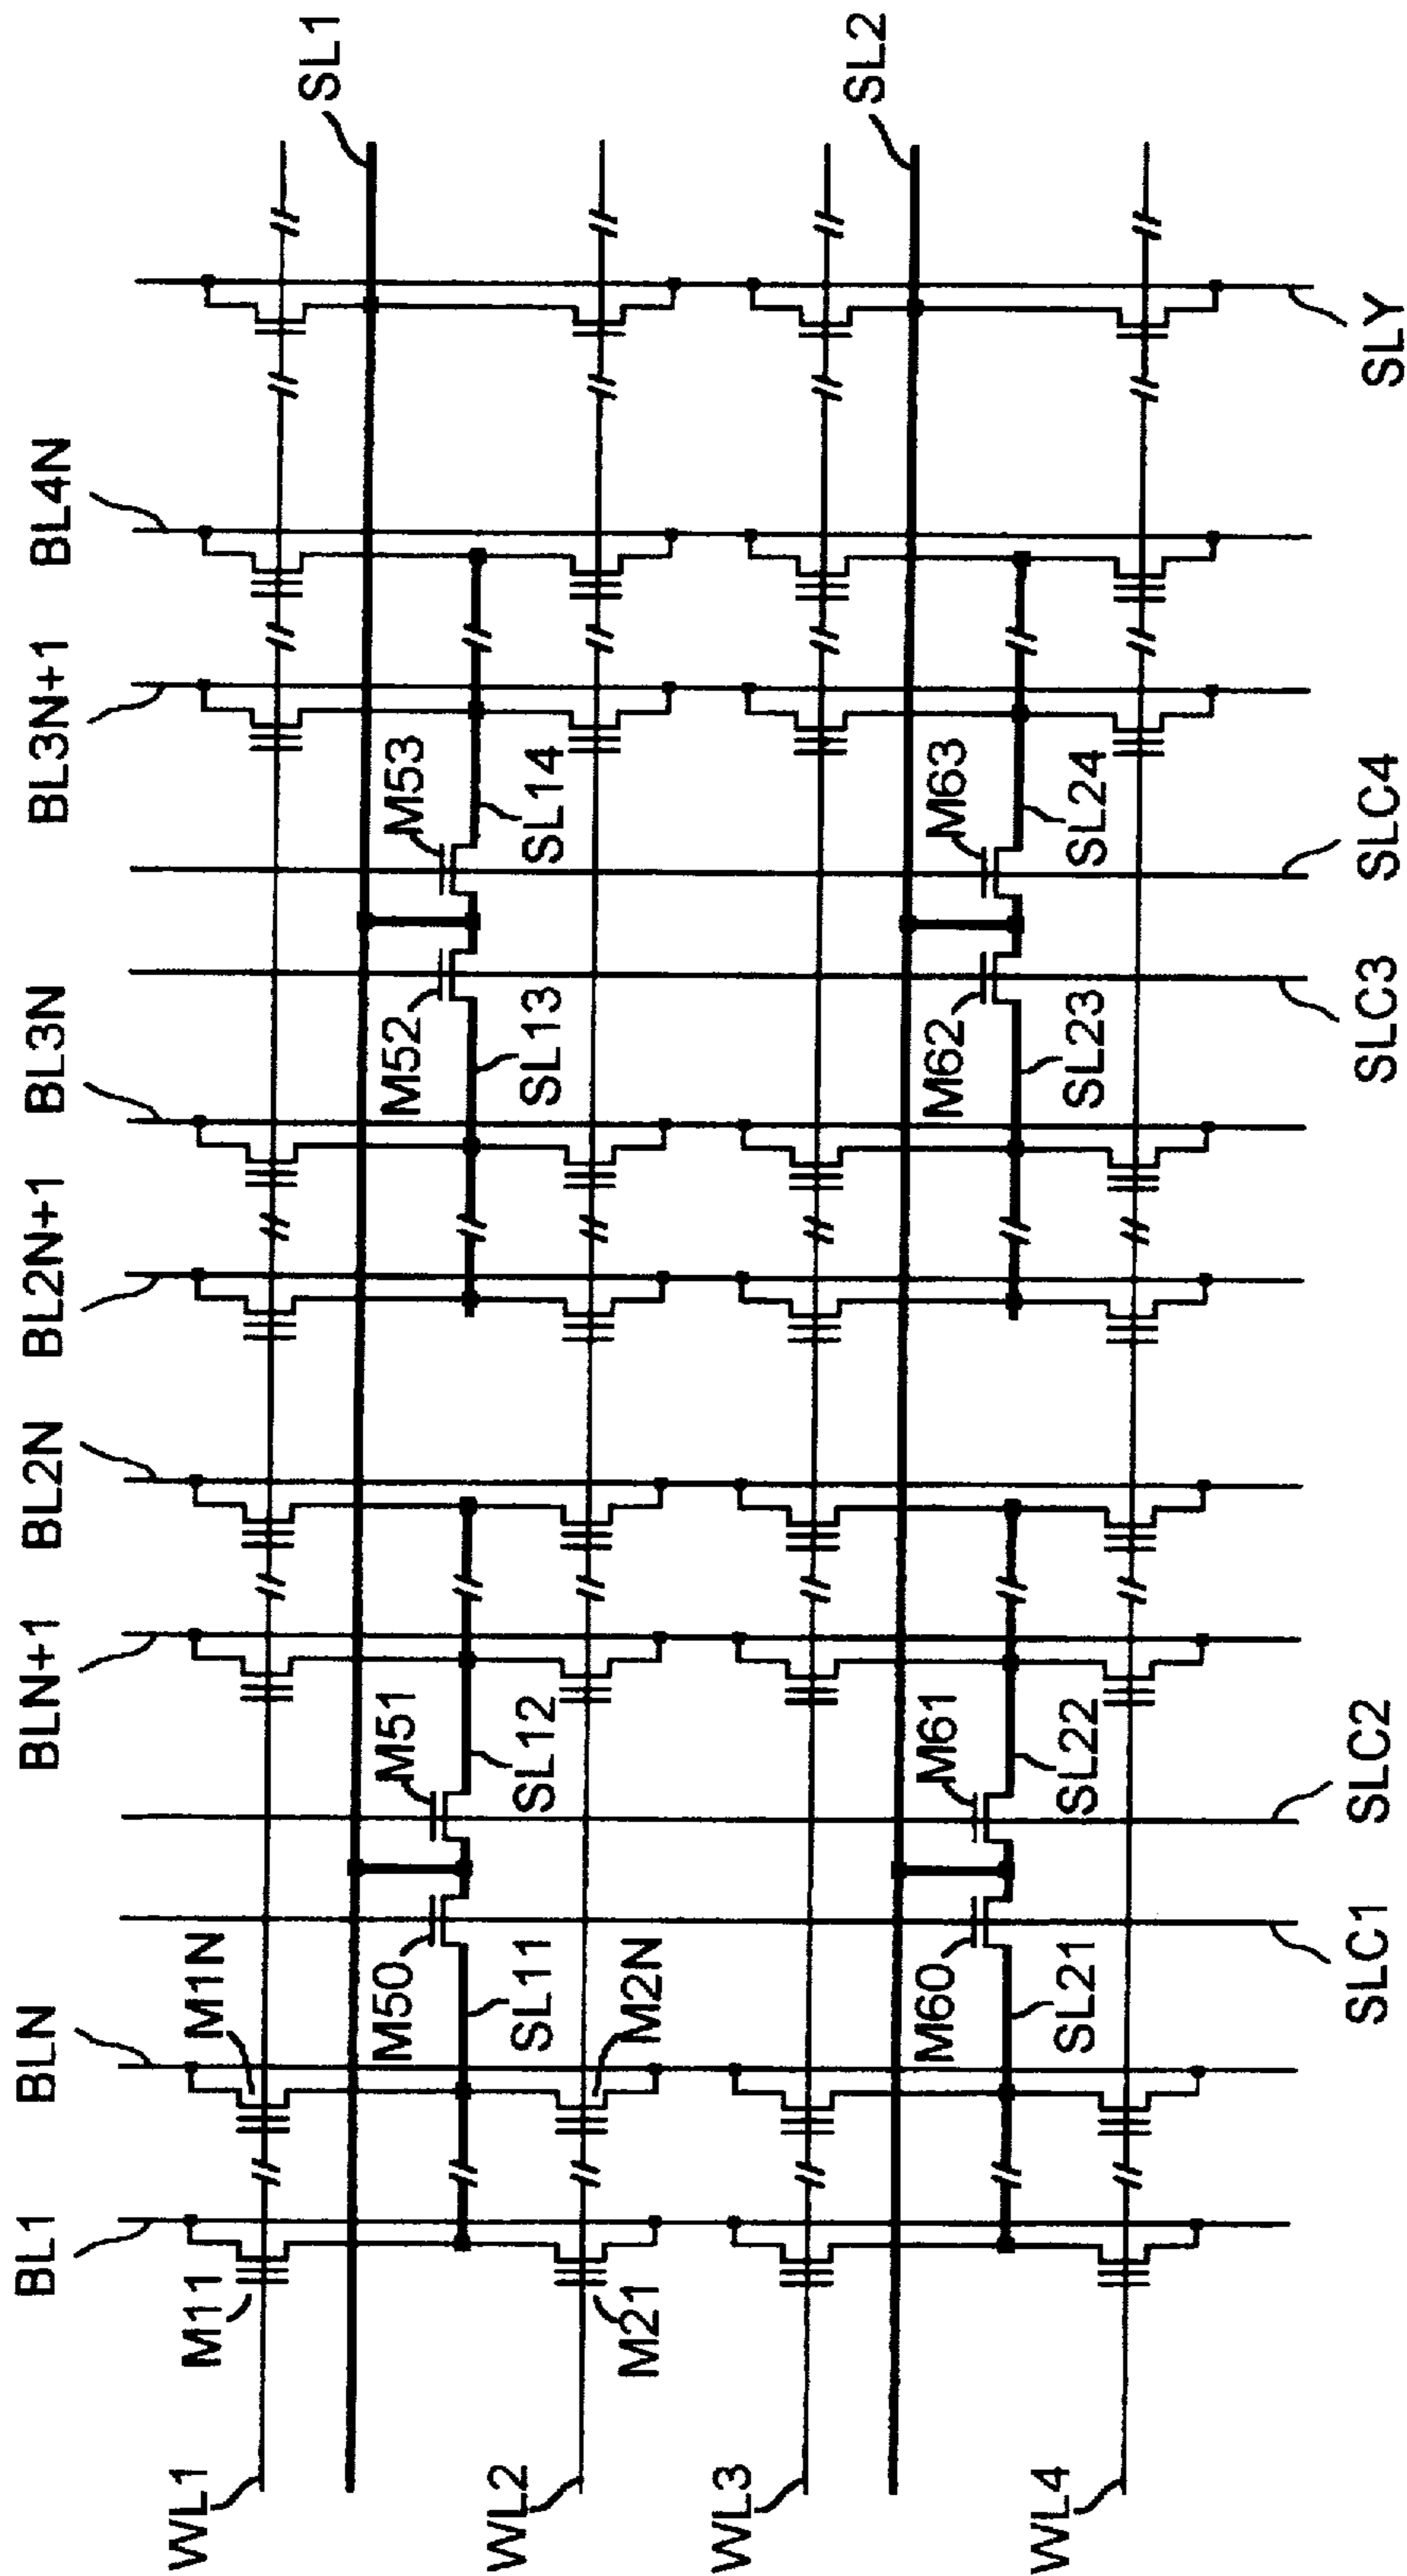 BL1
BLN
BLN+1
BL2N
BL2N+1
BL3N
BL3N+1
BL4N
M11
M1N
WL1
SL1
M50
M51
M52
M53
SL11
SL12
SL13
SL14
WL2
M21
M2N
WL3
SL2
M60
M61
M62
M63
SL21
SL22
SL23
SL24
WL4
SLC1
SLC2
SLC3
SLC4
SLY